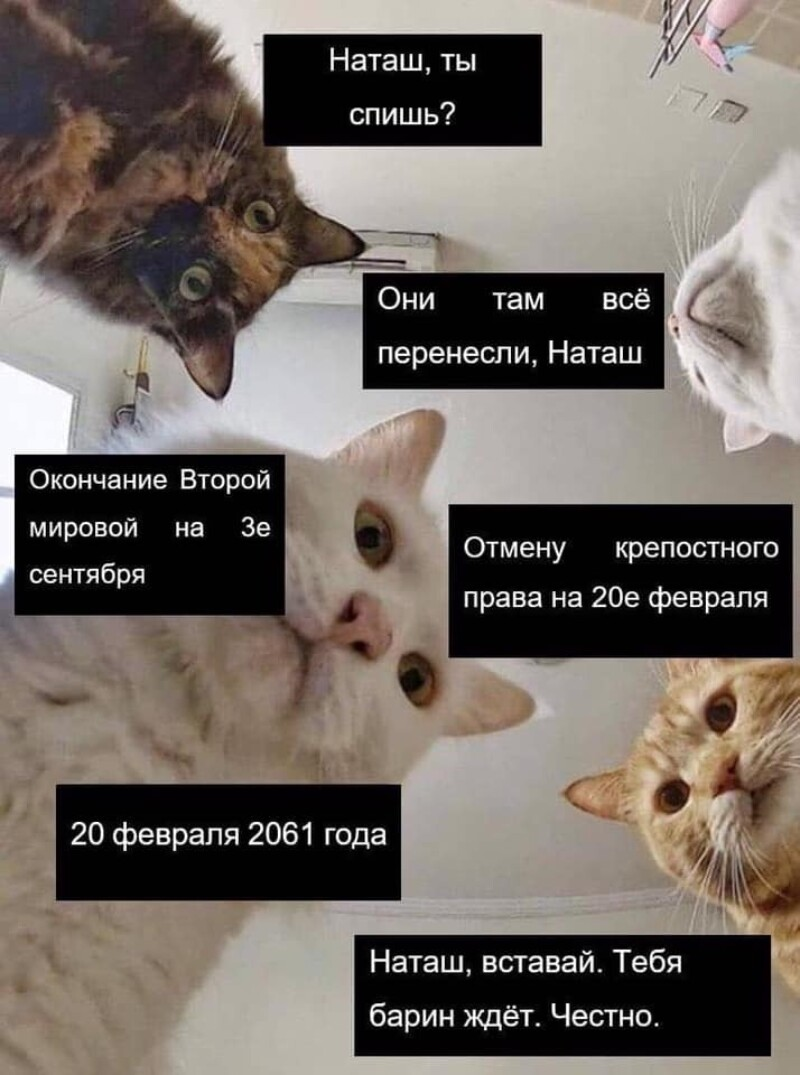 Наташ, ты
спишь?
Они там всё
перенесли, Наташ
Окончание Второй
мировой на 3е
сентября
Отмену крепостного
права на 20е февраля
20 февраля 2061 года
Наташ, вставай. Тебя
барин ждёт. Честно.